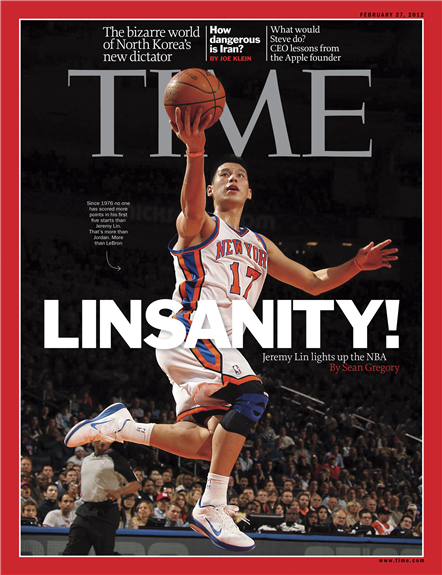 FEBRUARY 27, 2012
The bizarre world
of North Korea's
new dictator
How
dangerous
is Iran?
BY JOE KLEIN
What would
Steve do?
CEO lessons from
the Apple founder
TIME
Since 1976 no one
has scored more
points in his first
five starts than
Jeremy Lin.
That's more than
Jordan. More
than LeBron
NEW YORK
17
LINSANITY!
Jeremy Lin lights up the NBA
By Sean Gregory
www.time.com